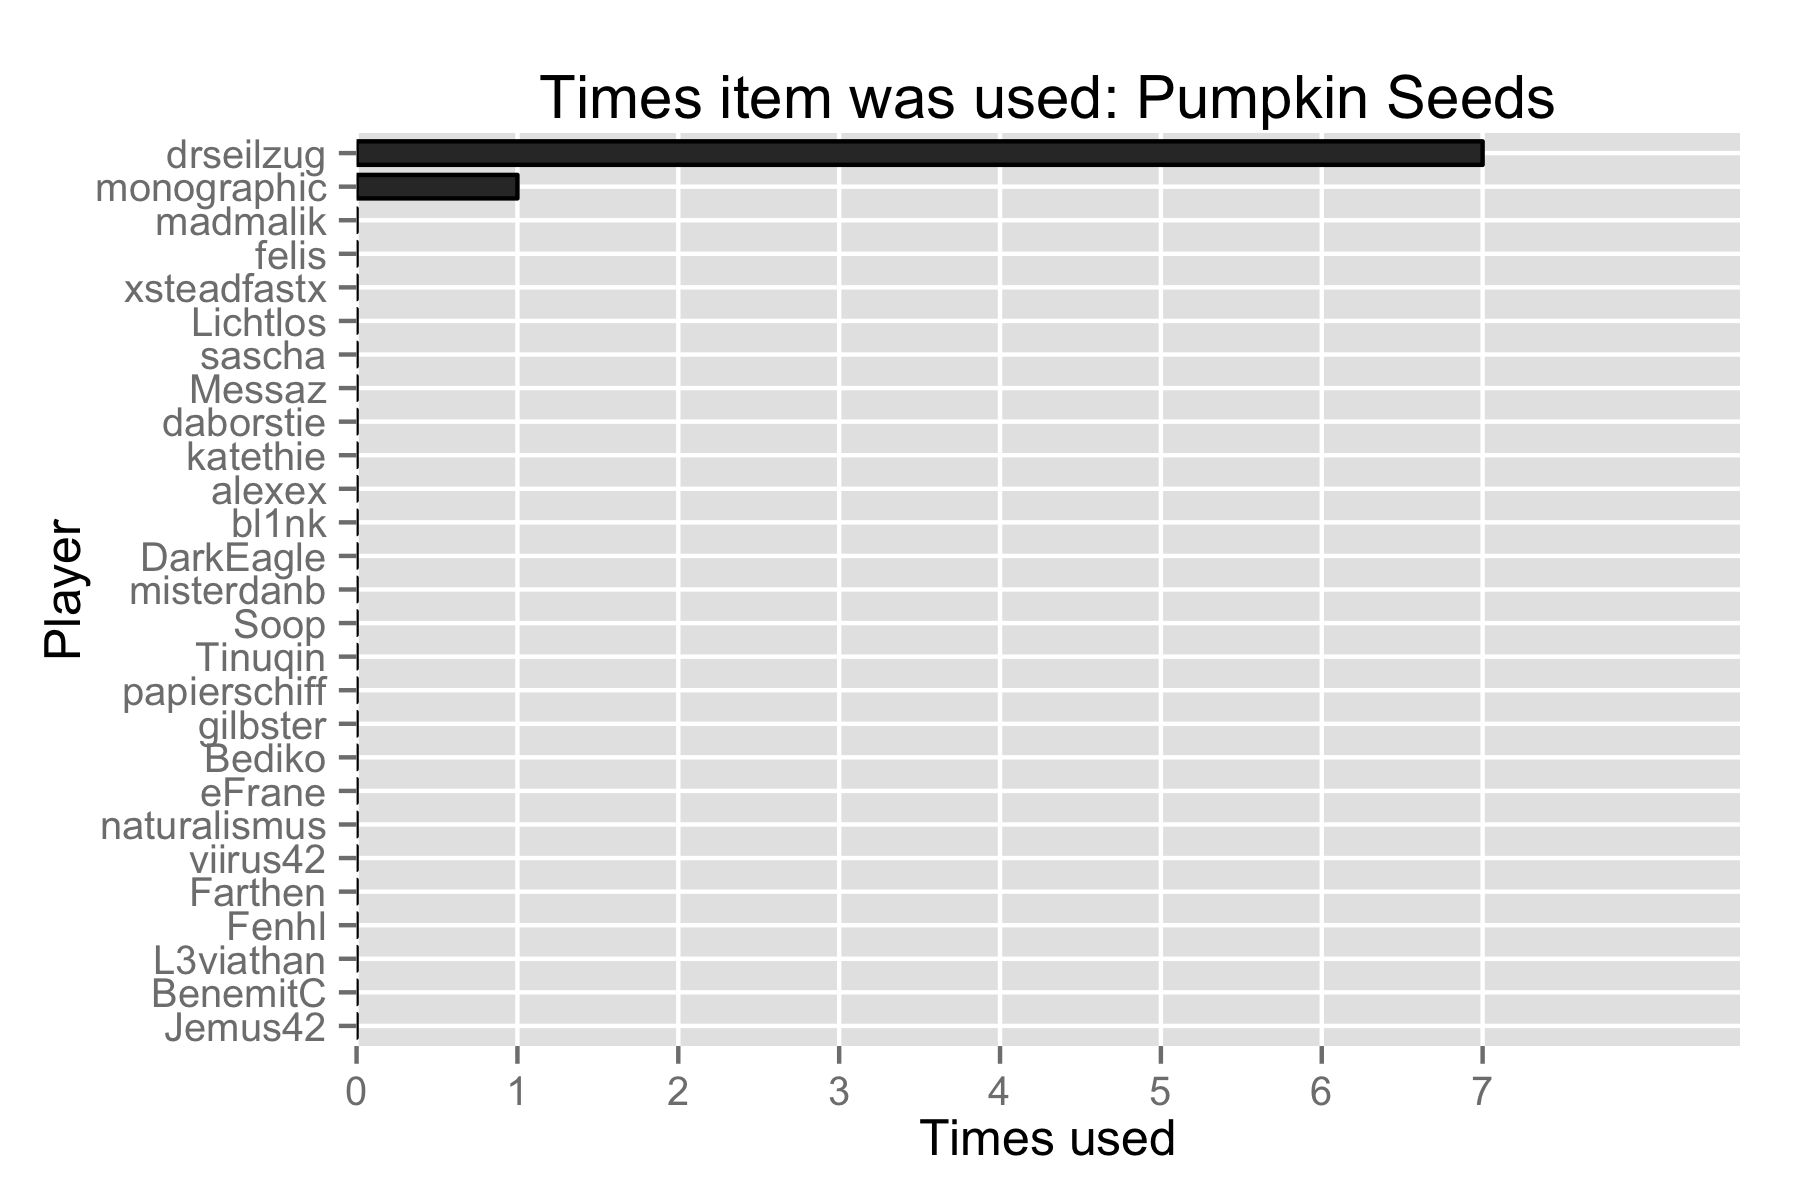 Times item was used: Pumpkin Seeds
drseilzug
monographic
madmalik
felis
xsteadfastx
Lichtlos
sascha
Messaz
daborstie
katethie
alexex
bl1nk
DarkEagle
misterdanb
Soop
Tinuqin
papierschiff
gilbster
Bediko
eFrane
naturalismus
viirus42
Farthen
Fenhl
L3viathan
BenemitC
Jemus42
Player
0 1 2 3 4 5 6 7
Times used